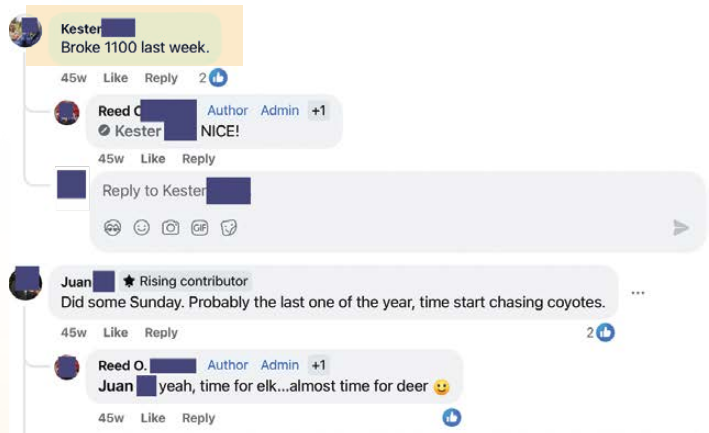 Kester
Broke 1100 last week.
45w Like Reply 2
Reed Author Admin +1
Kester NICE!
45w Like Reply
Reply to Kester
GIF
Juan Rising contributor
Did some Sunday. Probably the last one of the year, time start chasing coyotes.
45w Like Reply 2
Reed O. Author Admin +1
Juan yeah, time for elk...almost time for deer 😉
45w Like Reply